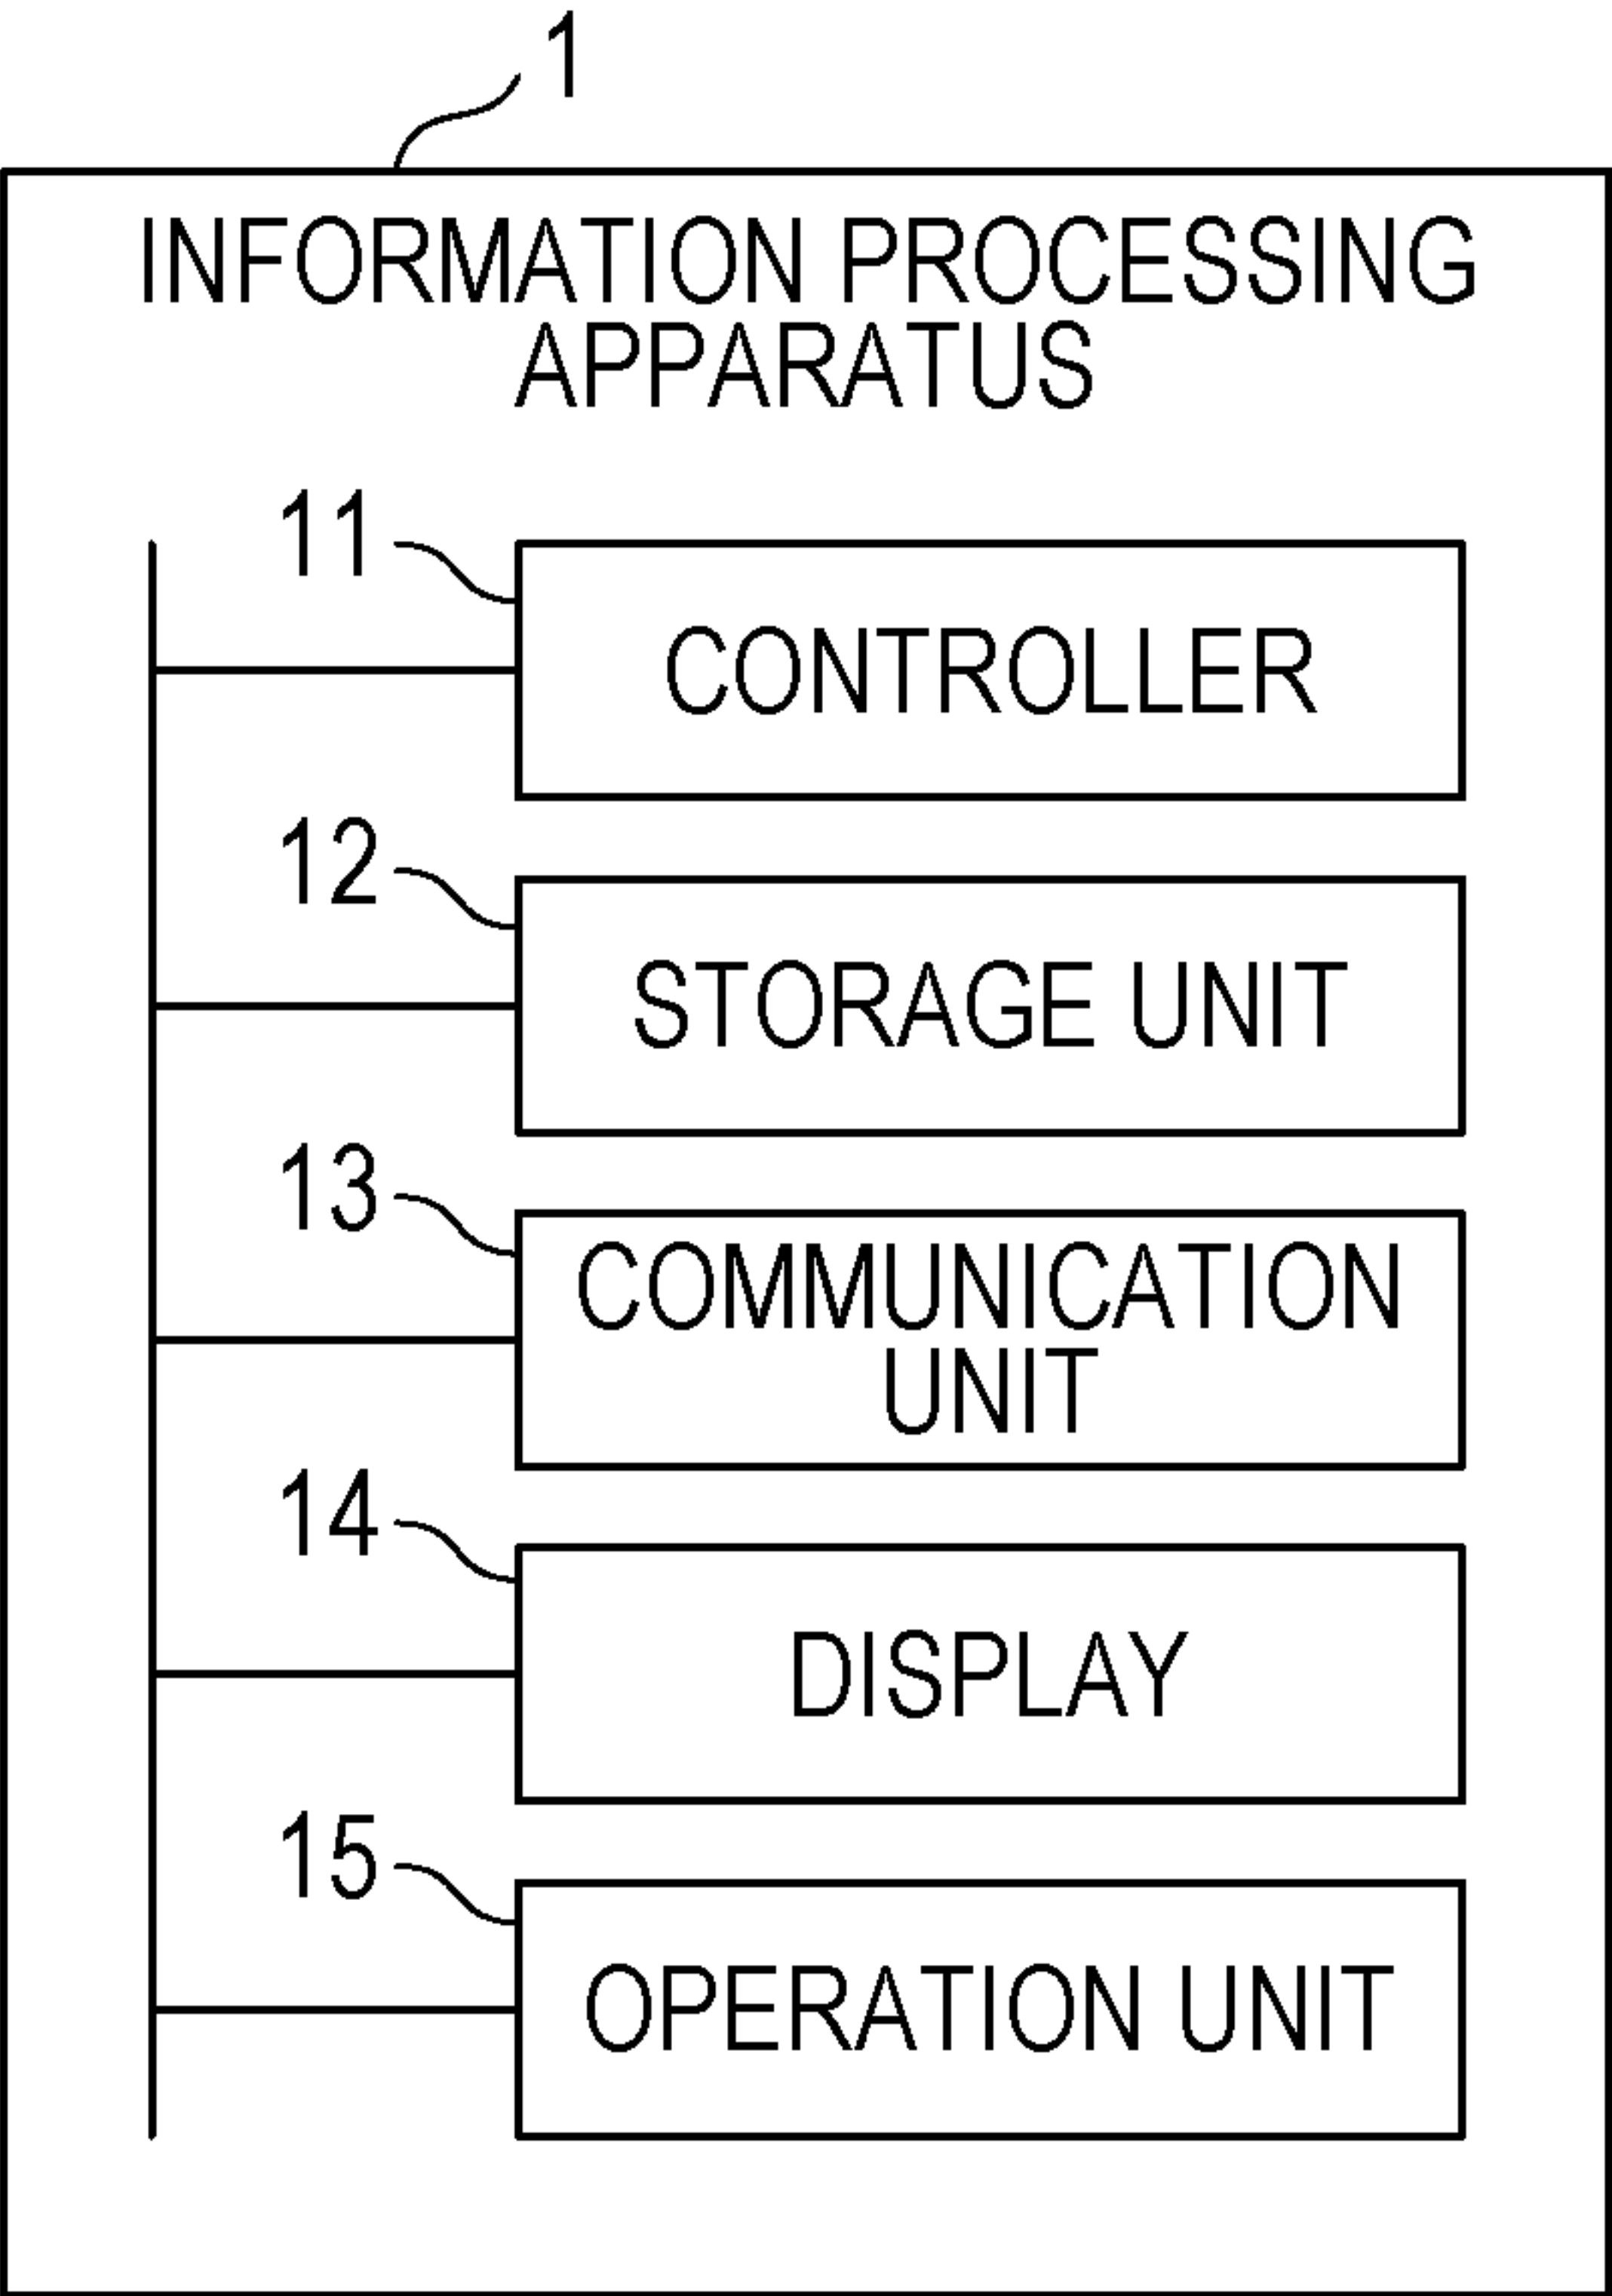 1
INFORMATION PROCESSING
APPARATUS
11
CONTROLLER
12
STORAGE UNIT
13
COMMUNICATION
UNIT
14
DISPLAY
15
OPERATION UNIT